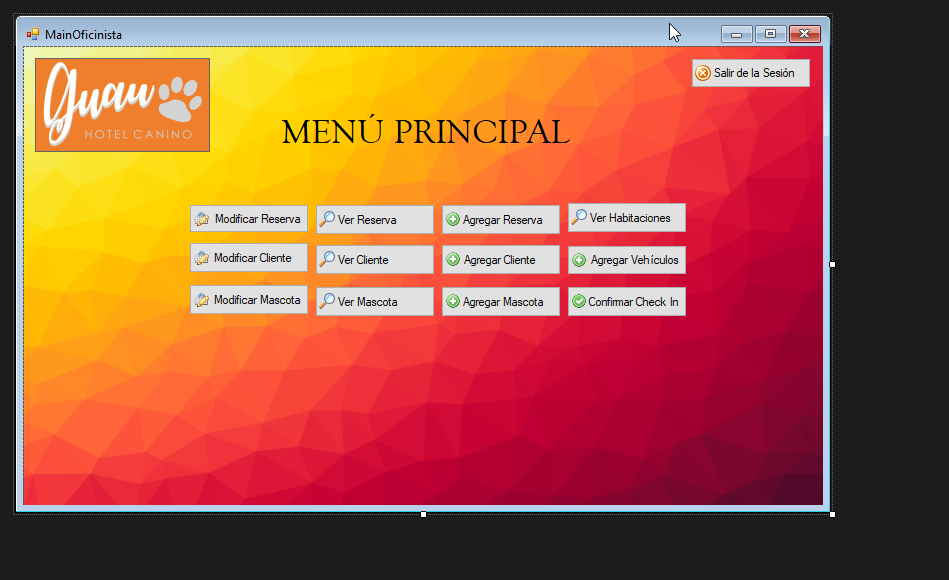 MainOficinista
Guau
HOTEL CANINO
Salir de la Sesión
MENÚ PRINCIPAL
Modificar Reserva
Ver Reserva
Agregar Reserva
Ver Habitaciones
Modificar Cliente
Ver Cliente
Agregar Cliente
Agregar Vehículos
Modificar Mascota
Ver Mascota
Agregar Mascota
Confirmar Check In